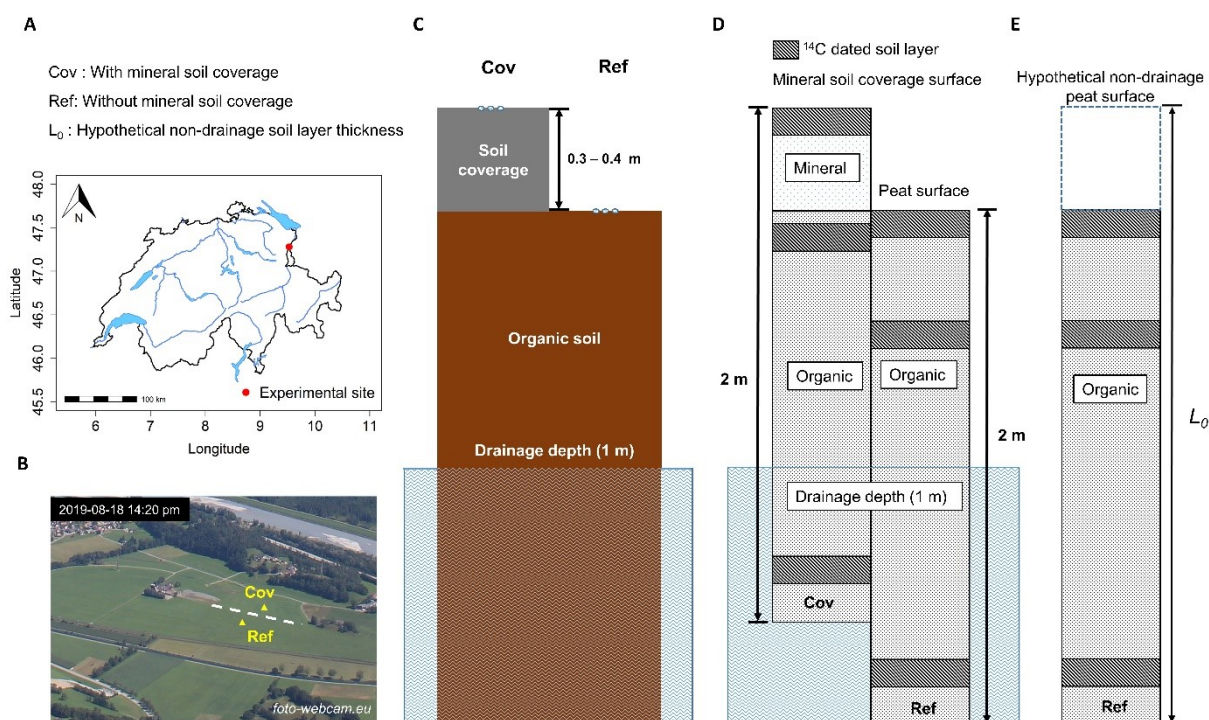 A
Cov : With mineral soil coverage
Ref: Without mineral soil coverage
L0 : Hypothetical non-drainage soil layer thickness
N
48.0
47.5
47.0
46.5
46.0
45.5
Latitude
100 km
Experimental site
6 7 8 9 10 11
Longitude
B
2019-08-18 14:20 pm
Cov
Ref
foto-webcam.eu
C
Cov Ref
Soil
coverage
0.3 – 0.4 m
Organic soil
Drainage depth (1 m)
D
14C dated soil layer
Mineral soil coverage surface
Mineral
Peat surface
2 m
Organic
Organic
2 m
Drainage depth (1 m)
Cov
Ref
E
Hypothetical non-drainage
peat surface
Organic
L0
Ref